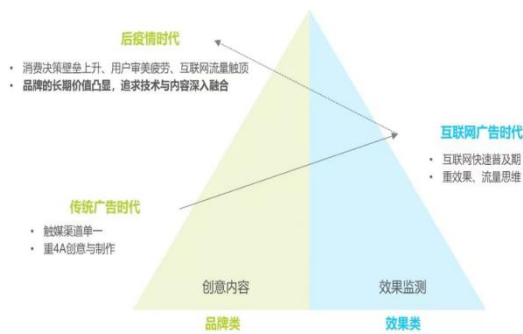 后疫情时代
• 消费决策壁垒上升、用户审美疲劳、互联网流量触顶
• 品牌的长期价值凸显，追求技术与内容深入融合
互联网广告时代
• 互联网快速普及期
• 重效果、流量思维
传统广告时代
• 触媒渠道单一
• 重4A创意与制作
创意内容
效果监测
品牌类
效果类